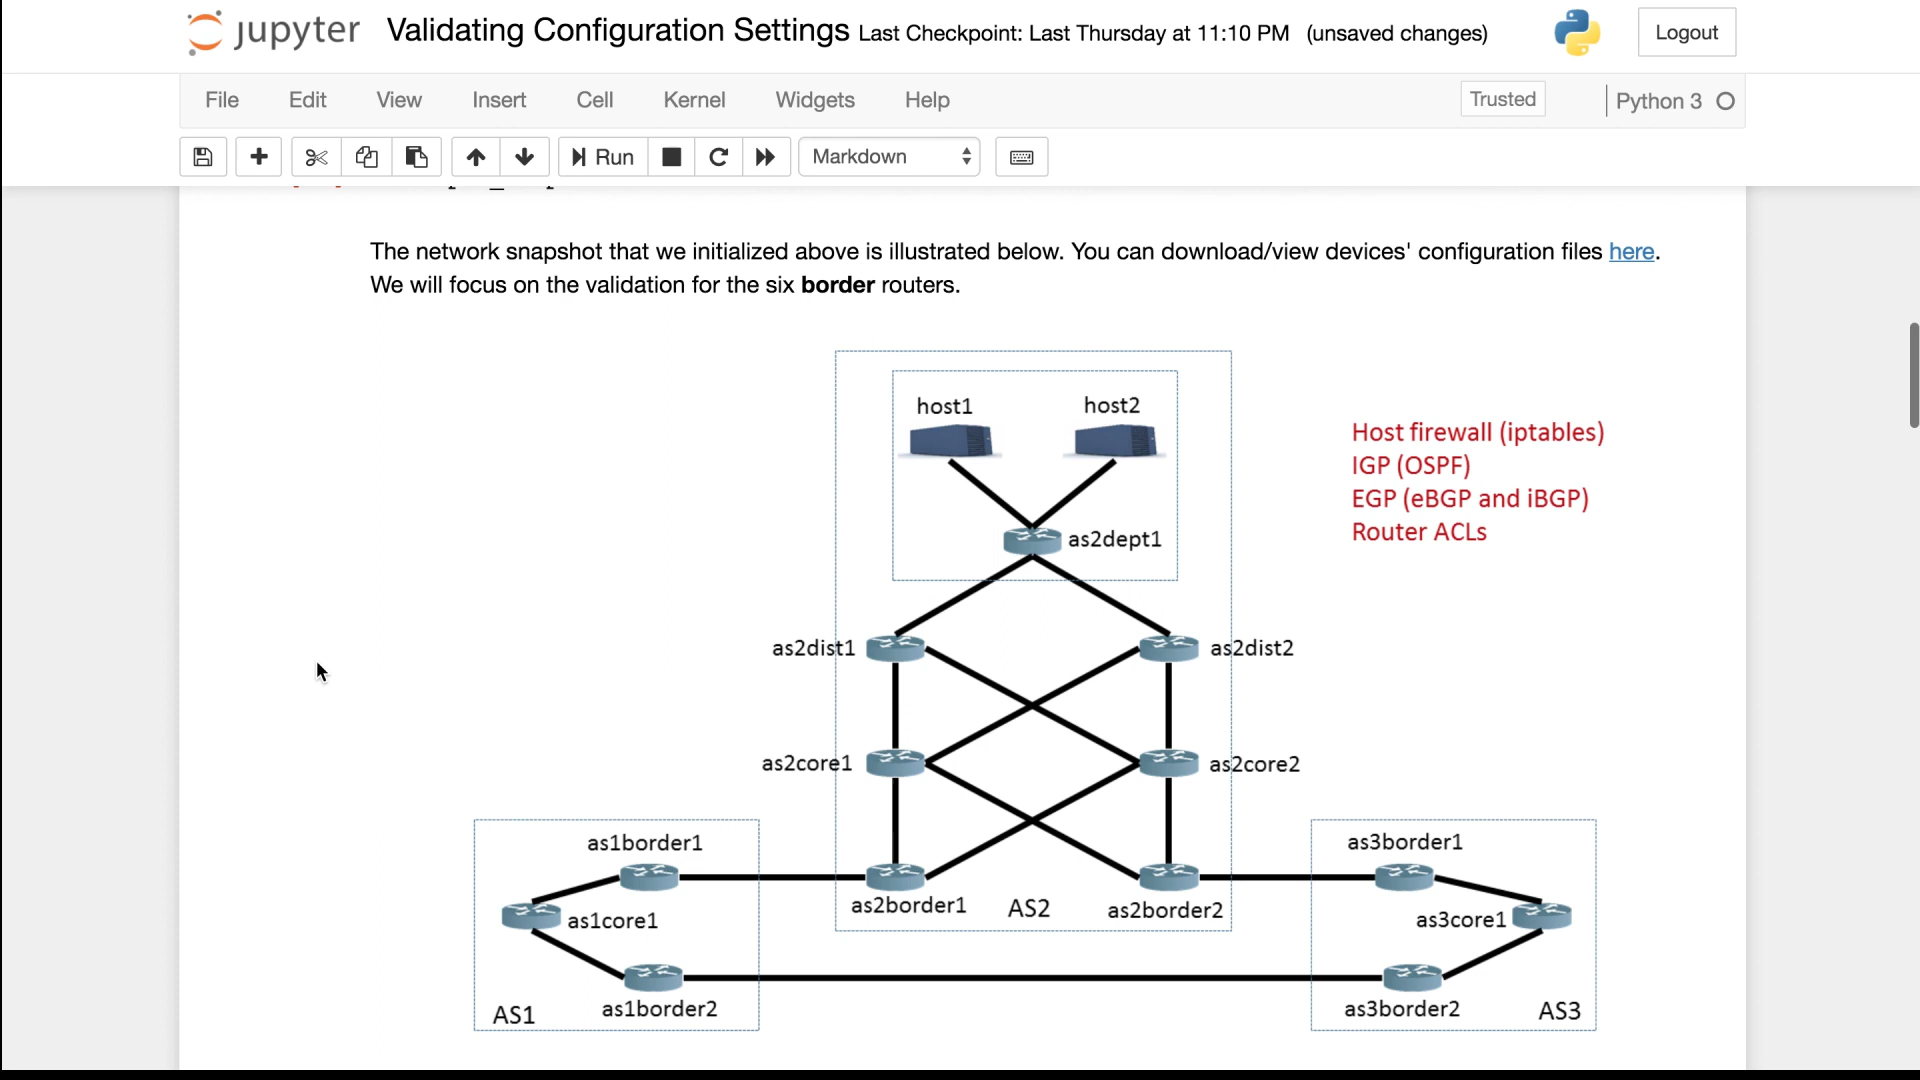 jupyter Validating Configuration Settings Last Checkpoint: Last Thursday at 11:10 PM (unsaved changes) Logout
File Edit View Insert Cell Kernel Widgets Help Trusted Python 3
Run Markdown
The network snapshot that we initialized above is illustrated below. You can download/view devices' configuration files here.
We will focus on the validation for the six border routers.
host1 host2
Host firewall (iptables)
IGP (OSPF)
EGP (eBGP and iBGP)
Router ACLs
as2dept1
as2dist1 as2dist2
as2core1 as2core2
as1border1 as3border1
as2border1 AS2 as2border2
as1core1 as3core1
AS1 as1border2 as3border2 AS3